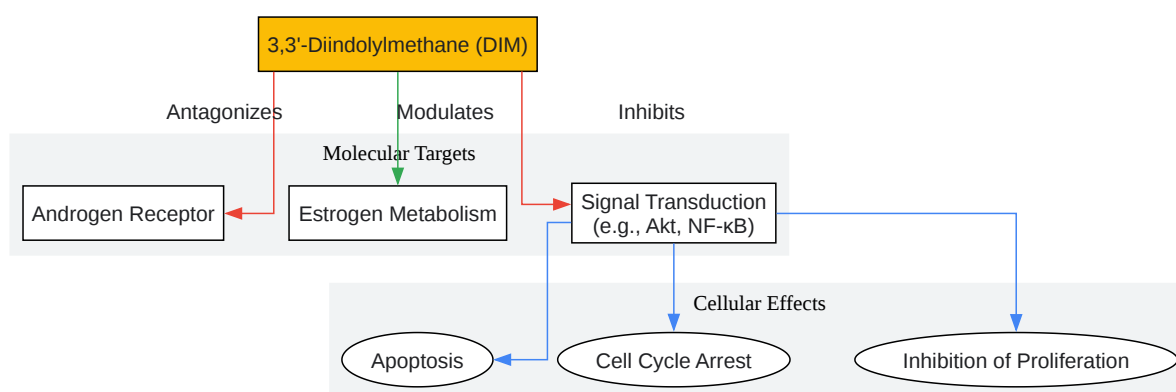 3,3'-Diindolylmethane (DIM)
Antagonizes
Modulates
Inhibits
Molecular Targets
Androgen Receptor
Estrogen Metabolism
Signal Transduction
(e.g., Akt, NF-κB)
Cellular Effects
Apoptosis
Cell Cycle Arrest
Inhibition of Proliferation